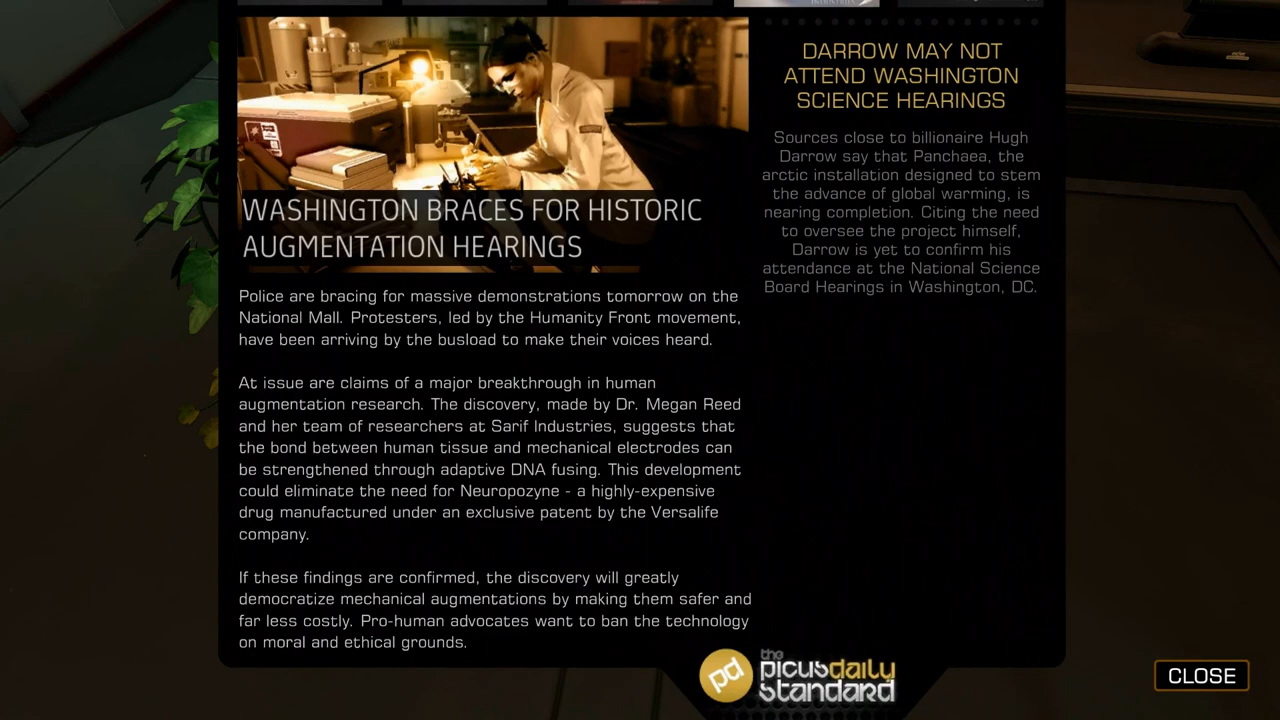 WASHINGTON BRACES FOR HISTORIC
AUGMENTATION HEARINGS
Police are bracing for massive demonstrations tomorrow on the
National Mall. Protesters, led by the Humanity Front movement,
have been arriving by the busload to make their voices heard.
At issue are claims of a major breakthrough in human
augmentation research. The discovery, made by Dr. Megan Reed
and her team of researchers at Sarif Industries, suggests that
the bond between human tissue and mechanical electrodes can
be strengthened through adaptive DNA fusing. This development
could eliminate the need for Neuropozyne - a highly-expensive
drug manufactured under an exclusive patent by the Versalife
company.
If these findings are confirmed, the discovery will greatly
democratize mechanical augmentations by making them safer and
far less costly. Pro-human advocates want to ban the technology
on moral and ethical grounds.
DARROW MAY NOT
ATTEND WASHINGTON
SCIENCE HEARINGS
Sources close to billionaire Hugh
Darrow say that Panchaea, the
arctic installation designed to stem
the advance of global warming, is
nearing completion. Citing the need
to oversee the project himself,
Darrow is yet to confirm his
attendance at the National Science
Board Hearings in Washington, DC.
pd
the
picusdaily
standard
CLOSE